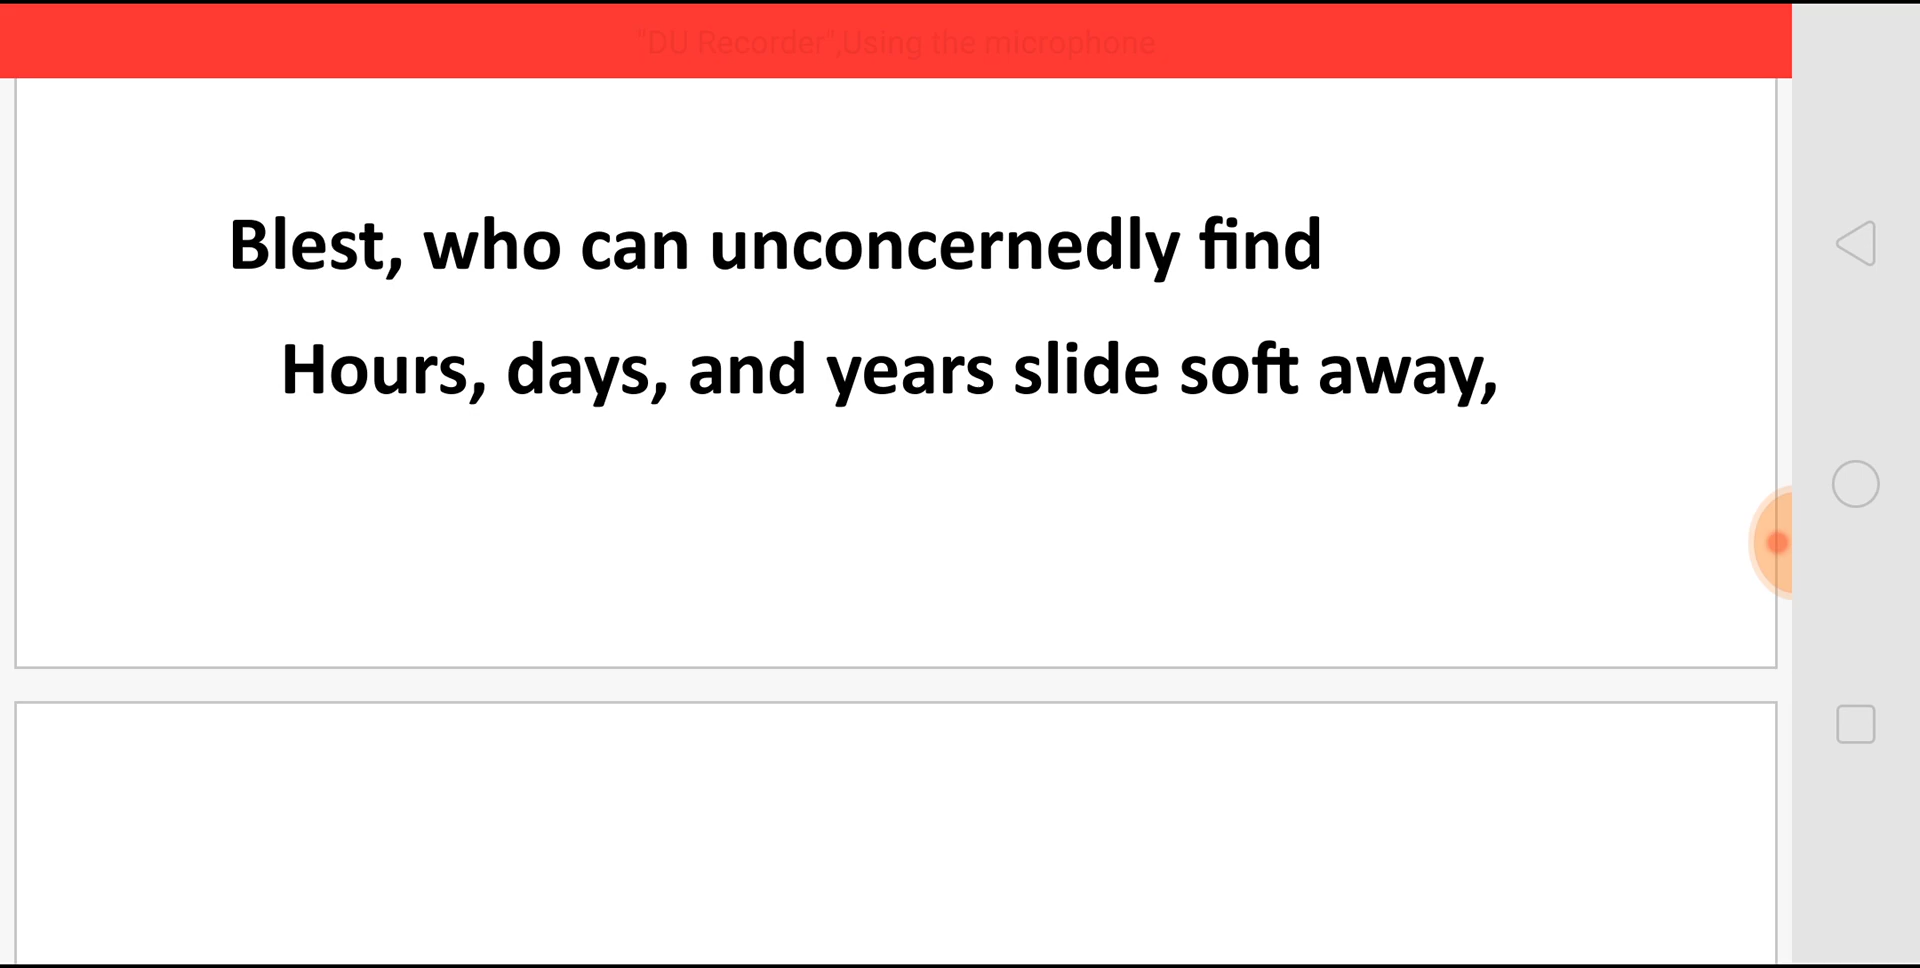 "DU Recorder",Using the microphone
Blest, who can unconcernedly find
Hours, days, and years slide soft away,